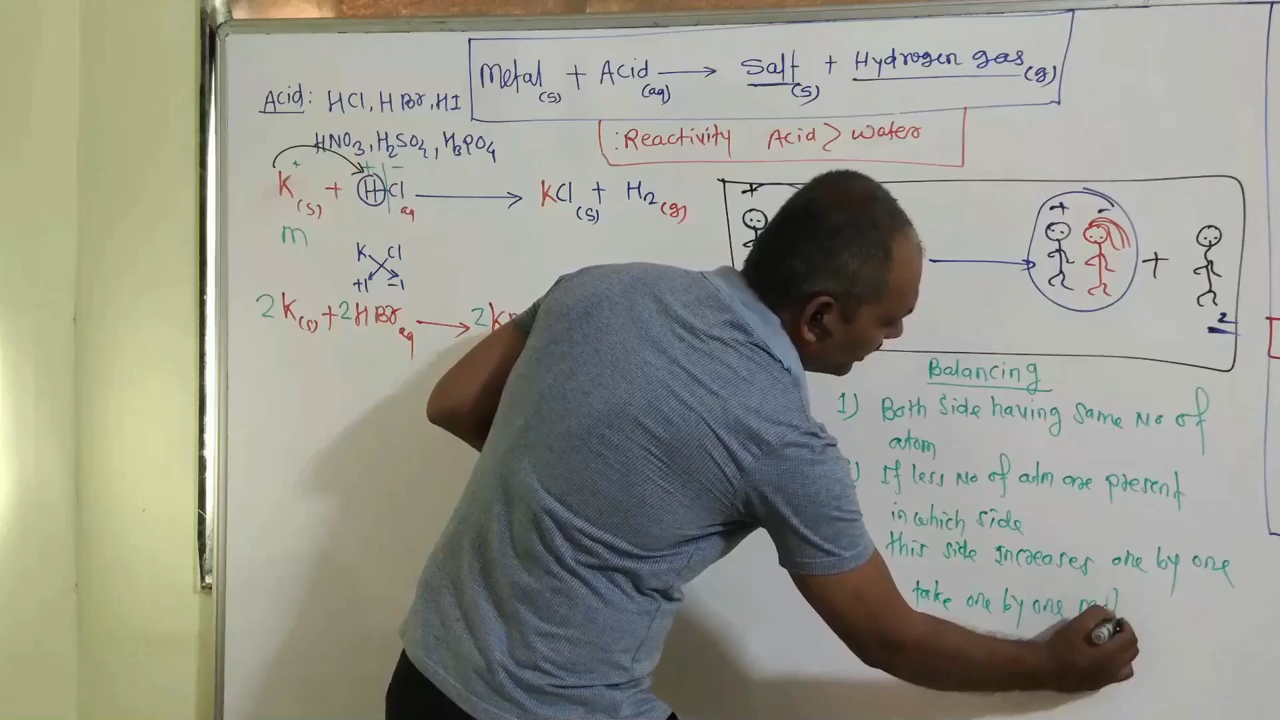 Metal(s) + Acid(aq) → Salt(s) + Hydrogen gas(g)
Acid: HCl, HBr, HI
HNO3, H2SO4, H3PO4
:Reactivity Acid > Water
K(s) + HCl aq → KCl(s) + H2(g)
+ + -
m
K Cl
+1 -1
2K(s) + 2HBr aq → 2K
+ + - +
2
Balancing
1) Both side having same No of
atom
) If less No of atm are present
in which side
this side increases one by one
take one by one